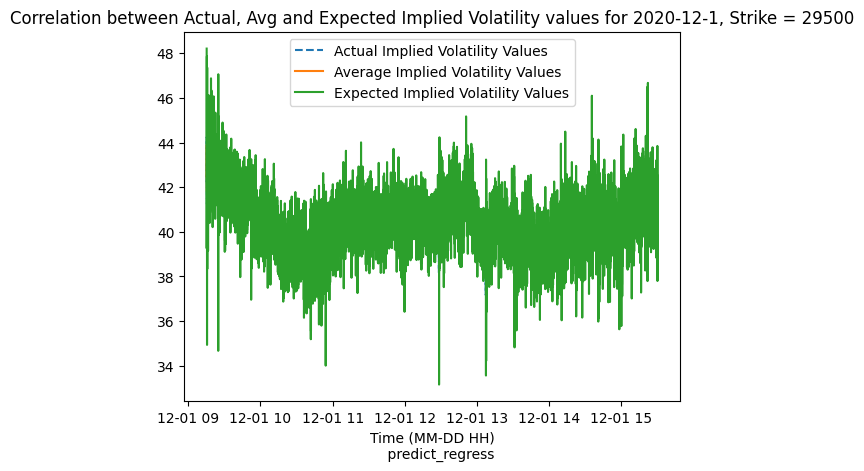 Correlation between Actual, Avg and Expected Implied Volatility values for 2020-12-1, Strike = 29500
Actual Implied Volatility Values
Average Implied Volatility Values
Expected Implied Volatility Values
48
46
44
42
40
38
36
34
12-01 09 12-01 10 12-01 11 12-01 12 12-01 13 12-01 14 12-01 15
Time (MM-DD HH)
predict_regress